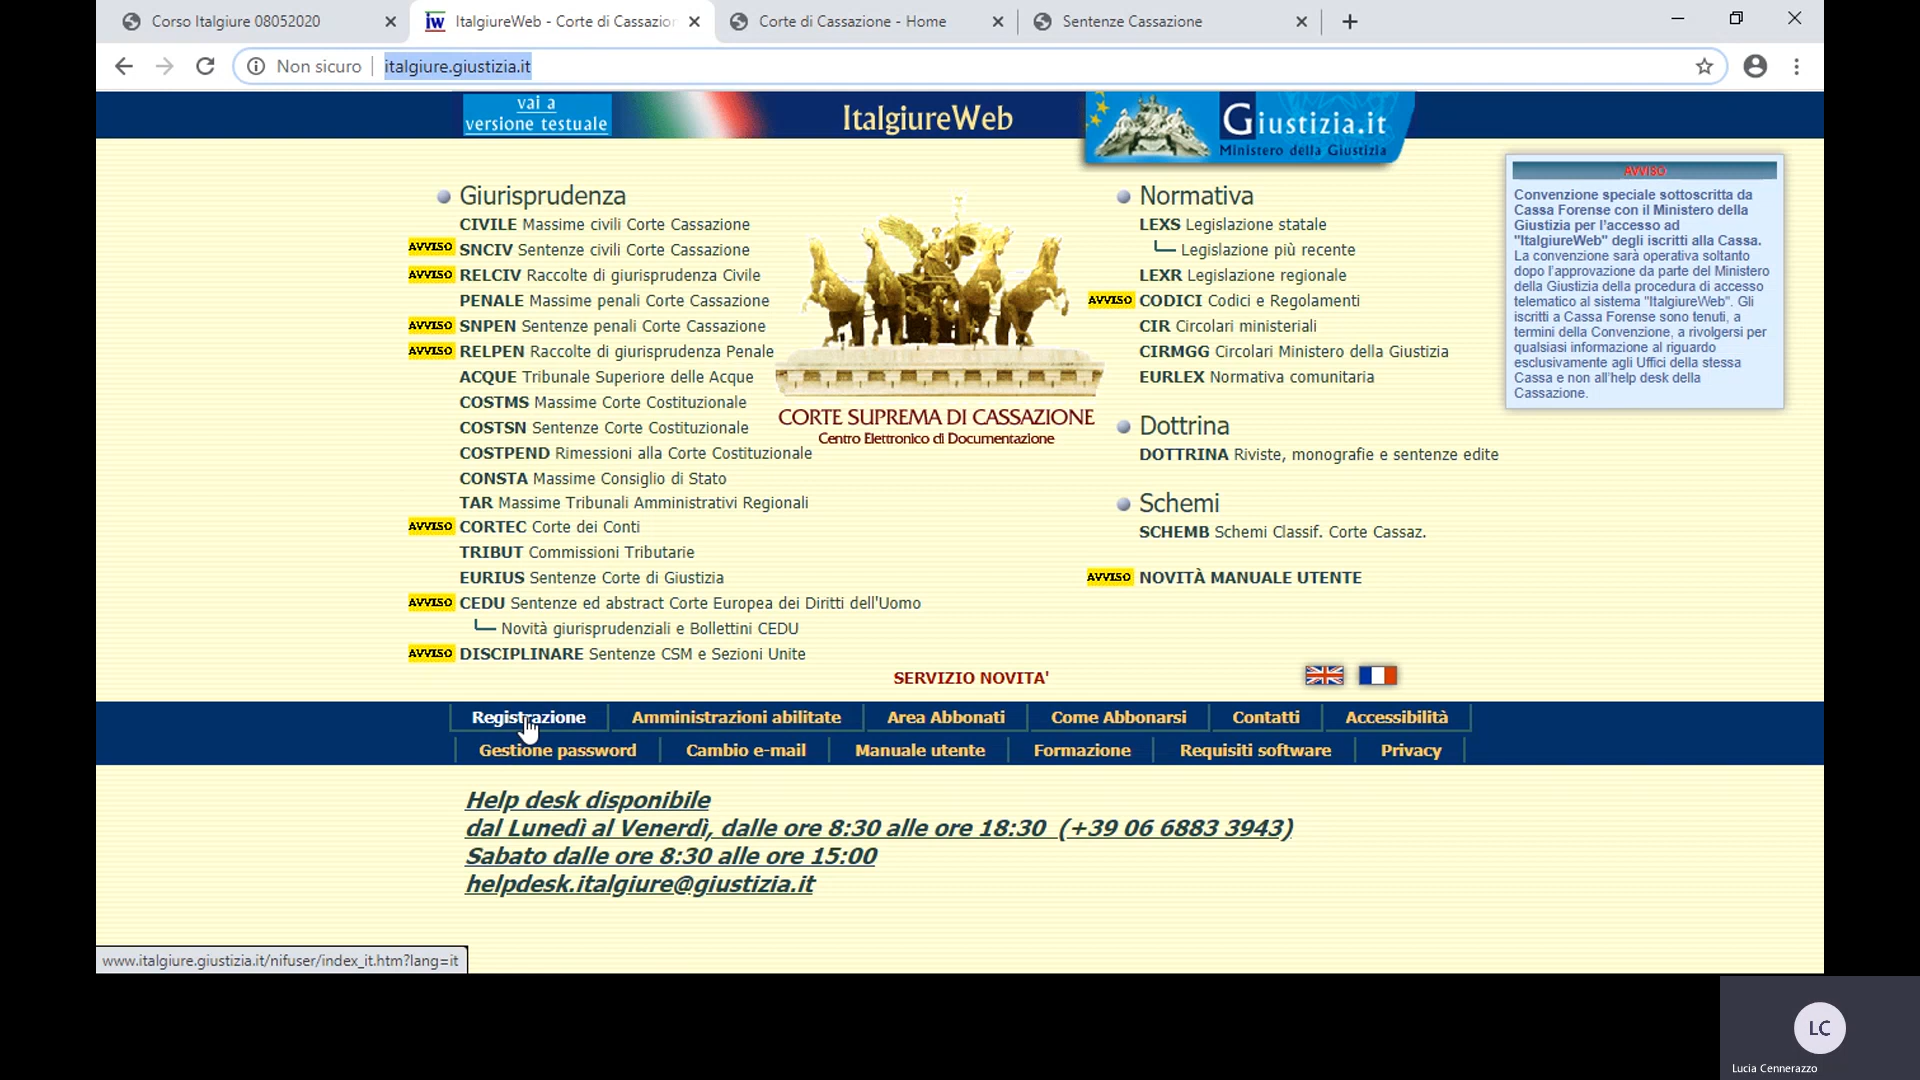 Corso Italgiure 08052020
ItalgiureWeb - Corte di Cassazion
Corte di Cassazione - Home
Sentenze Cassazione
Non sicuro
italgiure.giustizia.it
vai a
versione testuale
ItalgiureWeb
Giustizia.it
Ministero della Giustizia
Giurisprudenza
CIVILE Massime civili Corte Cassazione
AVVISO SNCIV Sentenze civili Corte Cassazione
AVVISO RELCIV Raccolte di giurisprudenza Civile
PENALE Massime penali Corte Cassazione
AVVISO SNPEN Sentenze penali Corte Cassazione
AVVISO RELPEN Raccolte di giurisprudenza Penale
ACQUE Tribunale Superiore delle Acque
COSTMS Massime Corte Costituzionale
COSTSN Sentenze Corte Costituzionale
COSTPEND Rimessioni alla Corte Costituzionale
CONSTA Massime Consiglio di Stato
TAR Massime Tribunali Amministrativi Regionali
AVVISO CORTEC Corte dei Conti
TRIBUT Commissioni Tributarie
EURIUS Sentenze Corte di Giustizia
AVVISO CEDU Sentenze ed abstract Corte Europea dei Diritti dell'Uomo
Novità giurisprudenziali e Bollettini CEDU
AVVISO DISCIPLINARE Sentenze CSM e Sezioni Unite
CORTE SUPREMA DI CASSAZIONE
Centro Elettronico di Documentazione
Normativa
LEXS Legislazione statale
Legislazione più recente
LEXR Legislazione regionale
AVVISO CODICI Codici e Regolamenti
CIR Circolari ministeriali
CIRMGG Circolari Ministero della Giustizia
EURLEX Normativa comunitaria
Dottrina
DOTTRINA Riviste, monografie e sentenze edite
Schemi
SCHEMB Schemi Classif. Corte Cassaz.
AVVISO NOVITÀ MANUALE UTENTE
AVVISO
Convenzione speciale sottoscritta da
Cassa Forense con il Ministero della
Giustizia per l'accesso ad
"ItalgiureWeb" degli iscritti alla Cassa.
La convenzione sarà operativa soltanto
dopo l'approvazione da parte del Ministero
della Giustizia della procedura di accesso
telematico al sistema "ItalgiureWeb". Gli
iscritti a Cassa Forense sono tenuti, a
termini della Convenzione, a rivolgersi per
qualsiasi informazione al riguardo
esclusivamente agli Uffici della stessa
Cassa e non all'help desk della
Cassazione.
SERVIZIO NOVITA'
Registrazione
Amministrazioni abilitate
Area Abbonati
Come Abbonarsi
Contatti
Accessibilità
Gestione password
Cambio e-mail
Manuale utente
Formazione
Requisiti software
Privacy
Help desk disponibile
dal Lunedì al Venerdì, dalle ore 8:30 alle ore 18:30 (+39 06 6883 3943)
Sabato dalle ore 8:30 alle ore 15:00
helpdesk.italgiure@giustizia.it
www.italgiure.giustizia.it/nifuser/index_it.htm?lang=it
LC
Lucia Cennerazzo